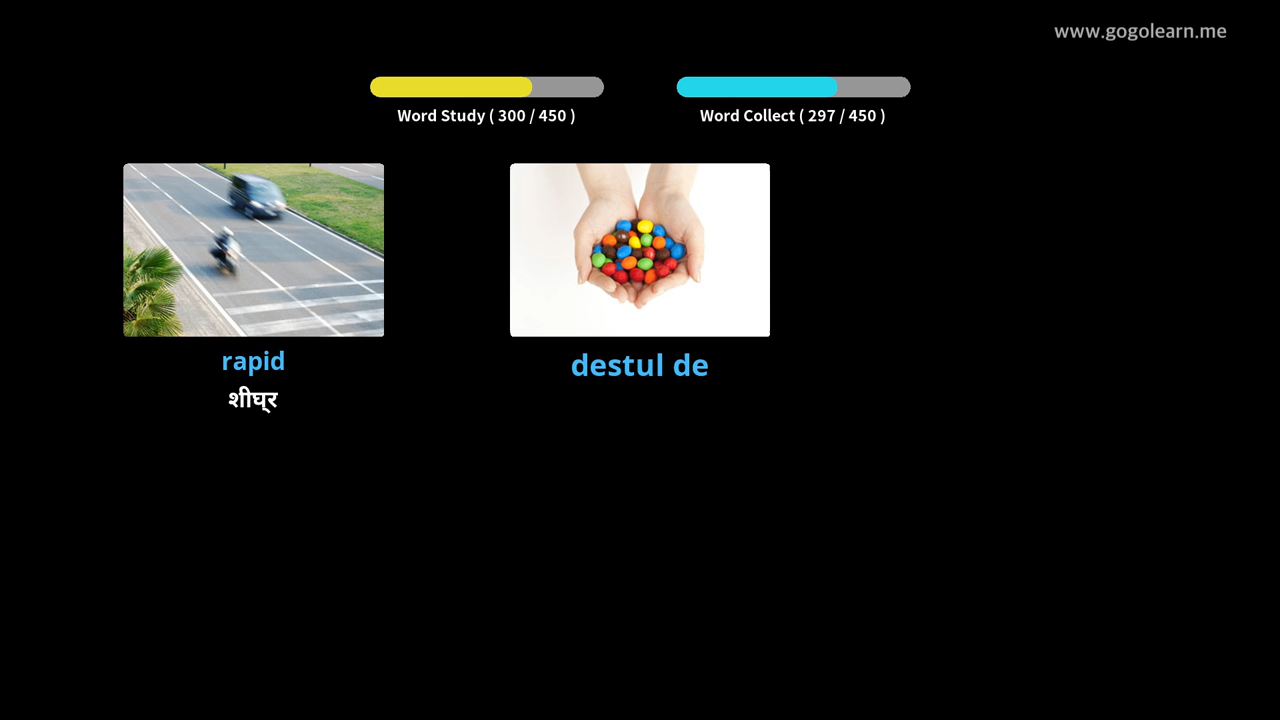 www.gogolearn.me
Word Study ( 300 / 450 )
Word Collect ( 297 / 450 )
rapid
शीघ्र
destul de